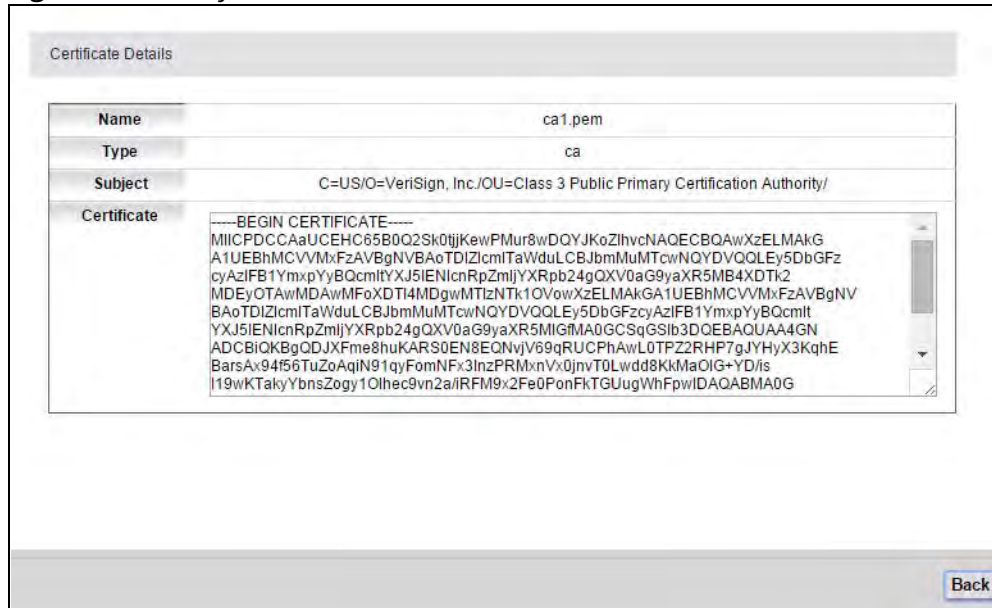 Certificate Details
Name ca1.pem
Type ca
Subject C=US/O=VeriSign, Inc./OU=Class 3 Public Primary Certification Authority/
Certificate
-----BEGIN CERTIFICATE-----
MIICPDCCAaUCEHC65B0Q2Sk0tjjKewPMur8wDQYJKoZIhvcNAQECBQAwXzELMAkG
A1UEBhMCVVMxFzAVBgNVBAoTDlZlcmlTaWduLCBJbmMuMTcwNQYDVQQLEy5DbGFz
cyAzIFB1YmxpYyBQcmltYXJ5IENlcnRpZmljYXRpb24gQXV0aG9yaXR5MB4XDTk2
MDEyOTAwMDAwMFoXDTI4MDgwMTIzNTk1OVowXzELMAkGA1UEBhMCVVMxFzAVBgNV
BAoTDlZlcmlTaWduLCBJbmMuMTcwNQYDVQQLEy5DbGFzcyAzIFB1YmxpYyBQcmlt
YXJ5IENlcnRpZmljYXRpb24gQXV0aG9yaXR5MIGfMA0GCSqGSIb3DQEBAQUAA4GN
ADCBiQKBgQDJXFme8huKARS0EN8EQNvjV69qRUCPhAwL0TPZ2RHP7gJYHyX3KqhE
BarsAx94f56TuZoAqiN91qyFomNFx3InzPRMxnVx0jnvT0Lwdd8KkMaOIG+YD/is
I19wKTakyYbnsZogy1Olhec9vn2a/iRFM9x2Fe0PonFkTGUugWhFpwIDAQABMA0G
Back